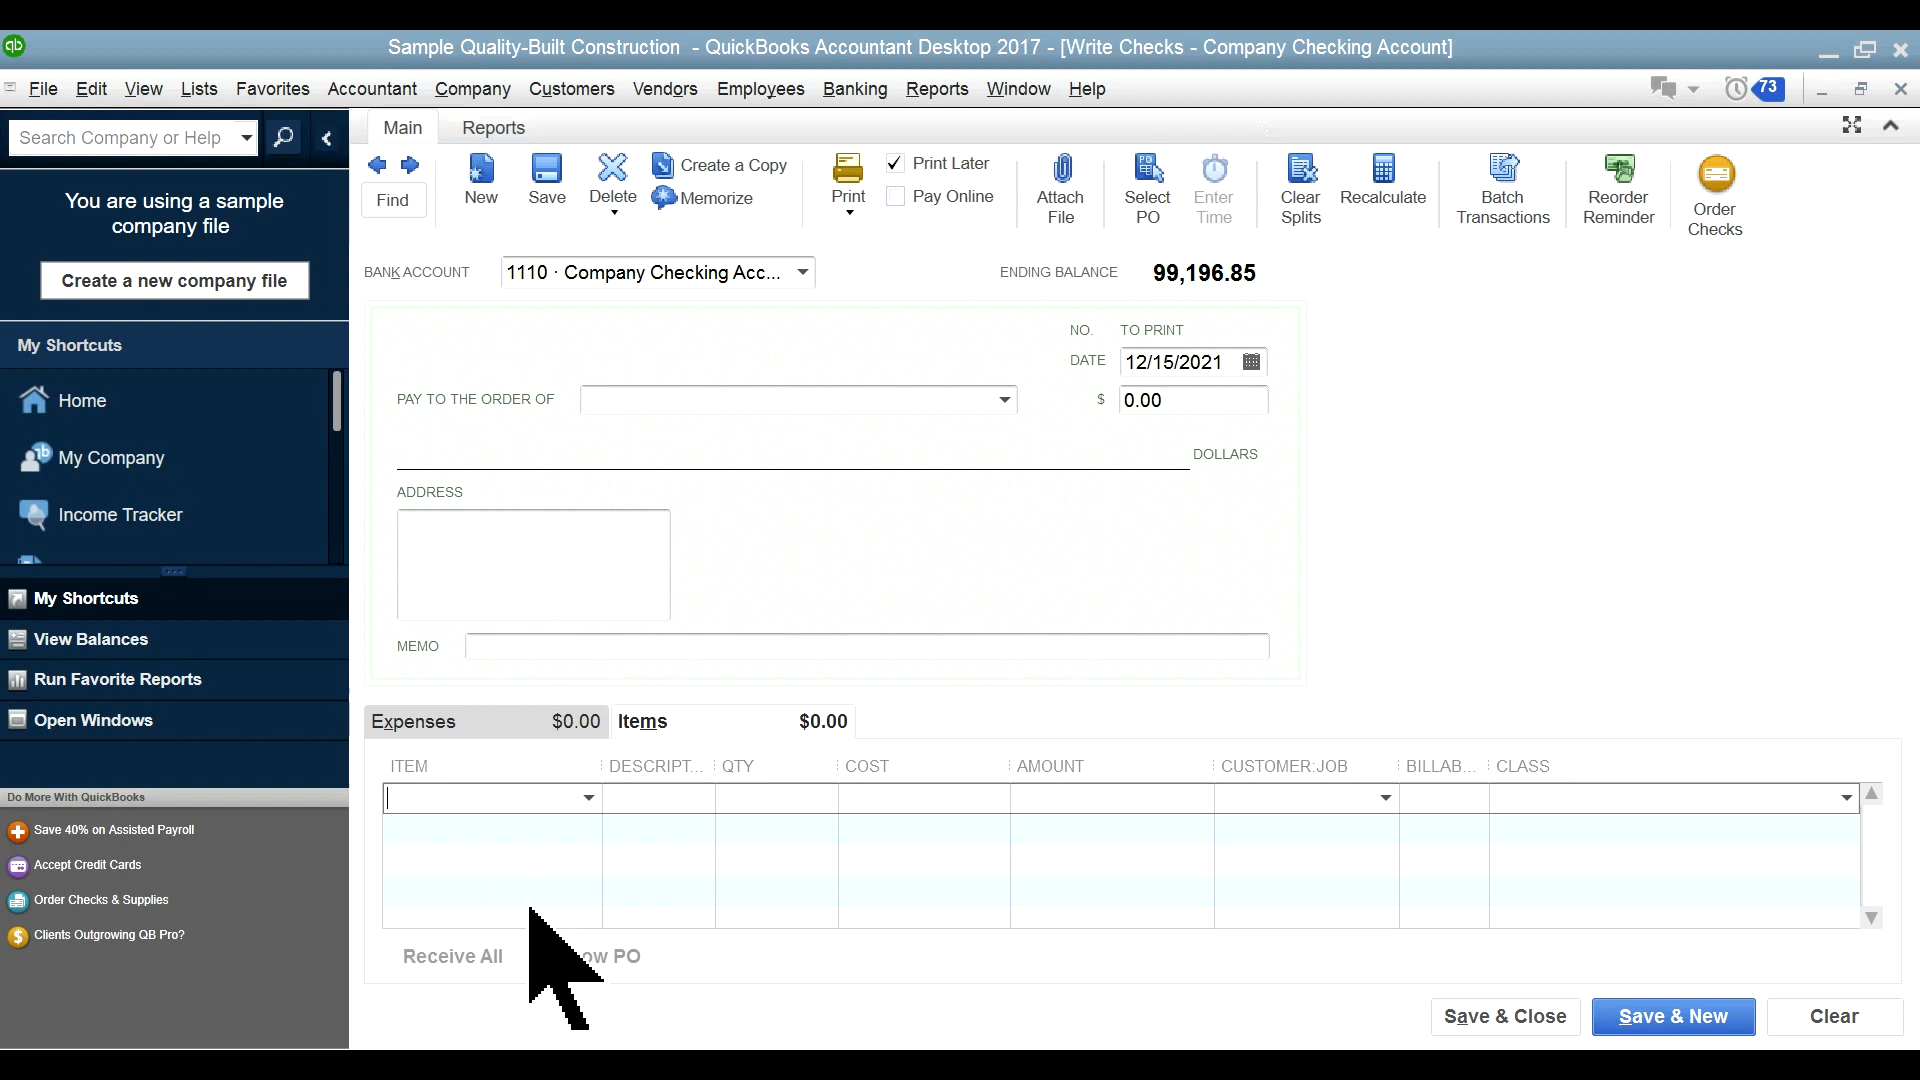 Sample Quality-Built Construction - QuickBooks Accountant Desktop 2017 - [Write Checks - Company Checking Account]
File Edit View Lists Favorites Accountant Company Customers Vendors Employees Banking Reports Window Help
73
Search Company or Help
Main Reports
Find
New
Save
Delete
Create a Copy
Memorize
Print
Print Later
Pay Online
Attach
File
Select
PO
Enter
Time
Clear
Splits
Recalculate
Batch
Transactions
Reorder
Reminder
Order
Checks
You are using a sample
company file
Create a new company file
My Shortcuts
Home
My Company
Income Tracker
My Shortcuts
View Balances
Run Favorite Reports
Open Windows
Do More With QuickBooks
Save 40% on Assisted Payroll
Accept Credit Cards
Order Checks & Supplies
Clients Outgrowing QB Pro?
BANK ACCOUNT 1110 · Company Checking Acc... ENDING BALANCE 99,196.85
NO. TO PRINT
DATE 12/15/2021
PAY TO THE ORDER OF $ 0.00
DOLLARS
ADDRESS
MEMO
Expenses $0.00 Items $0.00
ITEM DESCRIPT... QTY COST AMOUNT CUSTOMER:JOB BILLAB... CLASS
Receive All ow PO
Save & Close Save & New Clear